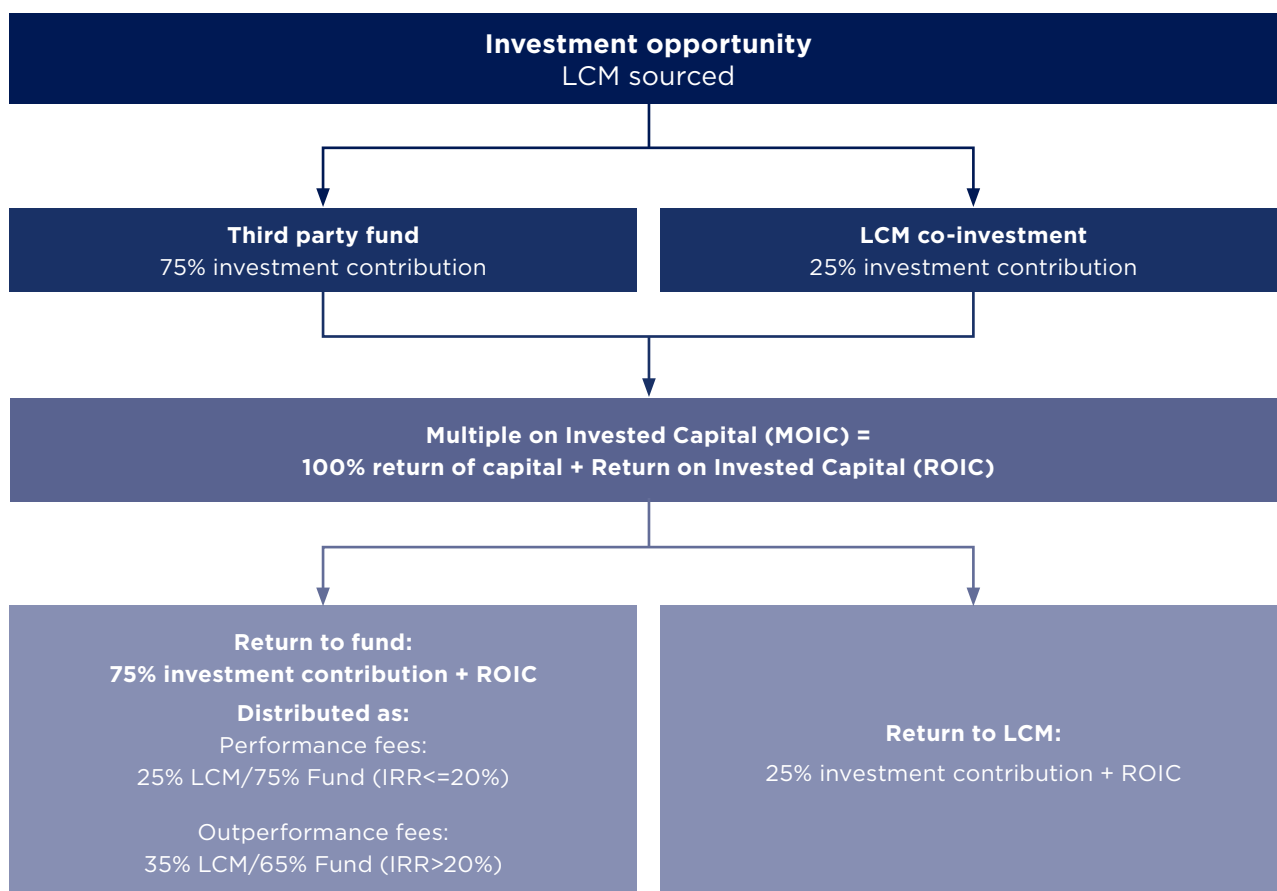 Investment opportunity
LCM sourced
Third party fund
75% investment contribution
LCM co-investment
25% investment contribution
Multiple on Invested Capital (MOIC) =
100% return of capital + Return on Invested Capital (ROIC)
Return to fund:
75% investment contribution + ROIC
Distributed as:
Performance fees:
25% LCM/75% Fund (IRR<=20%)
Outperformance fees:
35% LCM/65% Fund (IRR>20%)
Return to LCM:
25% investment contribution + ROIC